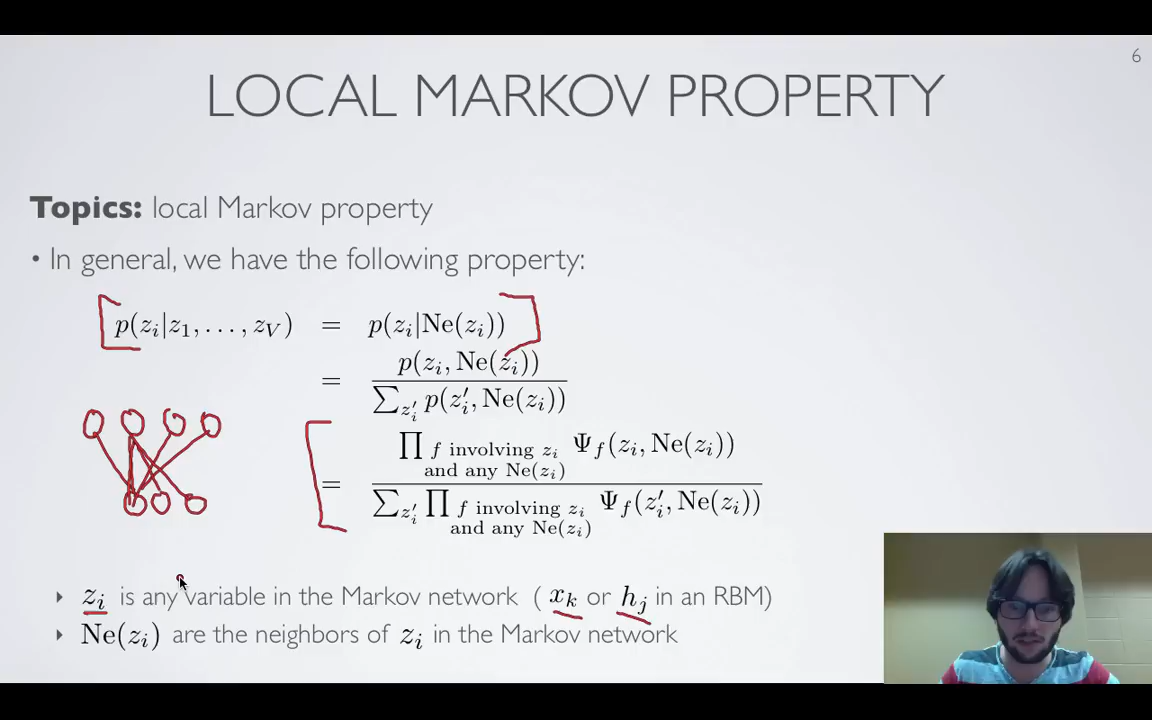 6
LOCAL MARKOV PROPERTY
Topics: local Markov property
• In general, we have the following property:
p(z_i|z_1, . . . , z_V) = p(z_i|Ne(z_i))
= p(z_i, Ne(z_i)) / ∑_{z'_i} p(z'_i, Ne(z_i))
= ∏_{f involving z_i and any Ne(z_i)} Ψ_f(z_i, Ne(z_i)) / ∑_{z'_i} ∏_{f involving z_i and any Ne(z_i)} Ψ_f(z'_i, Ne(z_i))
‣ z_i is any variable in the Markov network ( x_k or h_j in an RBM)
‣ Ne(z_i) are the neighbors of z_i in the Markov network